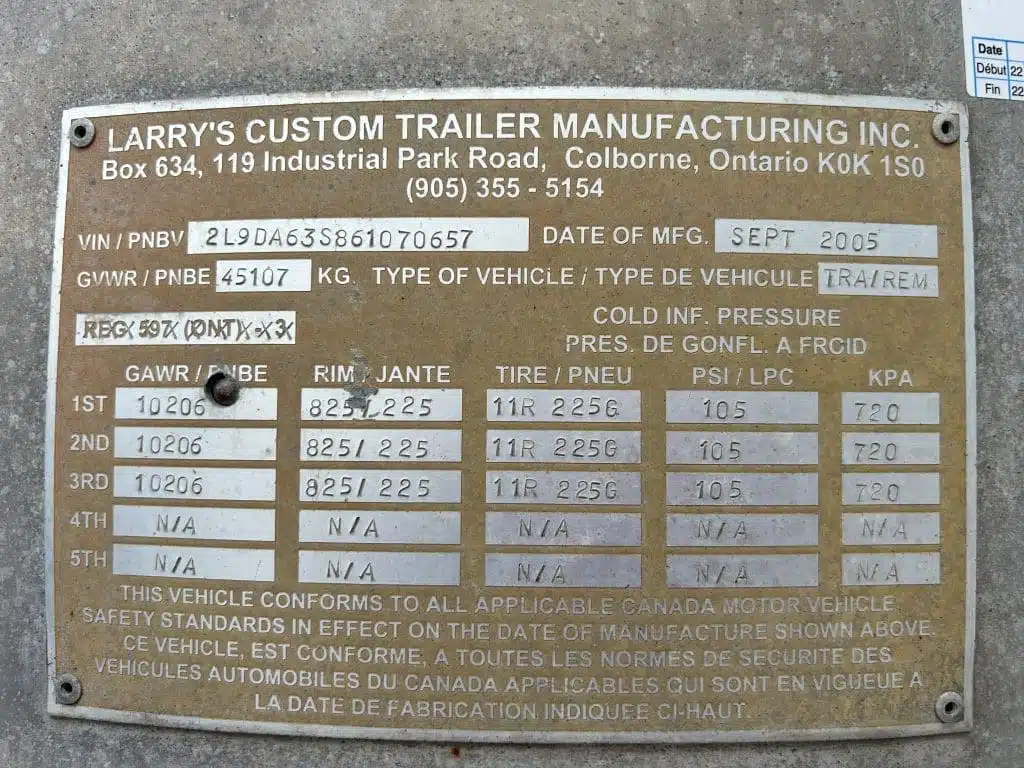 Date
Début 22
Fin 22
LARRY'S CUSTOM TRAILER MANUFACTURING INC.
Box 634, 119 Industrial Park Road, Colborne, Ontario K0K 1S0
(905) 355 - 5154
VIN / PNBV 2L9DA63S861070657 DATE OF MFG. SEPT 2005
GVWR / PNBE 45107 KG. TYPE OF VEHICLE / TYPE DE VEHICULE TRA/REM
COLD INF. PRESSURE
PRES. DE GONFL. A FRCID
GAWR / PNBE RIM / JANTE TIRE / PNEU PSI / LPC KPA
1ST 10206 825/225 11R 225G 105 720
2ND 10206 825/ 225 11R 225G 105 720
3RD 10206 825/ 225 11R 225G 105 720
4TH N/A N/A N/A N/A N/A
5TH N/A N/A N/A N/A N/A
THIS VEHICLE CONFORMS TO ALL APPLICABLE CANADA MOTOR VEHICLE
SAFETY STANDARDS IN EFFECT ON THE DATE OF MANUFACTURE SHOWN ABOVE.
CE VEHICULE, EST CONFORME, A TOUTES LES NORMES DE SECURITE DES
VEHICULES AUTOMOBILES DU CANADA APPLICABLES QUI SONT EN VIGUEUE A
LA DATE DE FABRICATION INDIQUEE CI-HAUT.